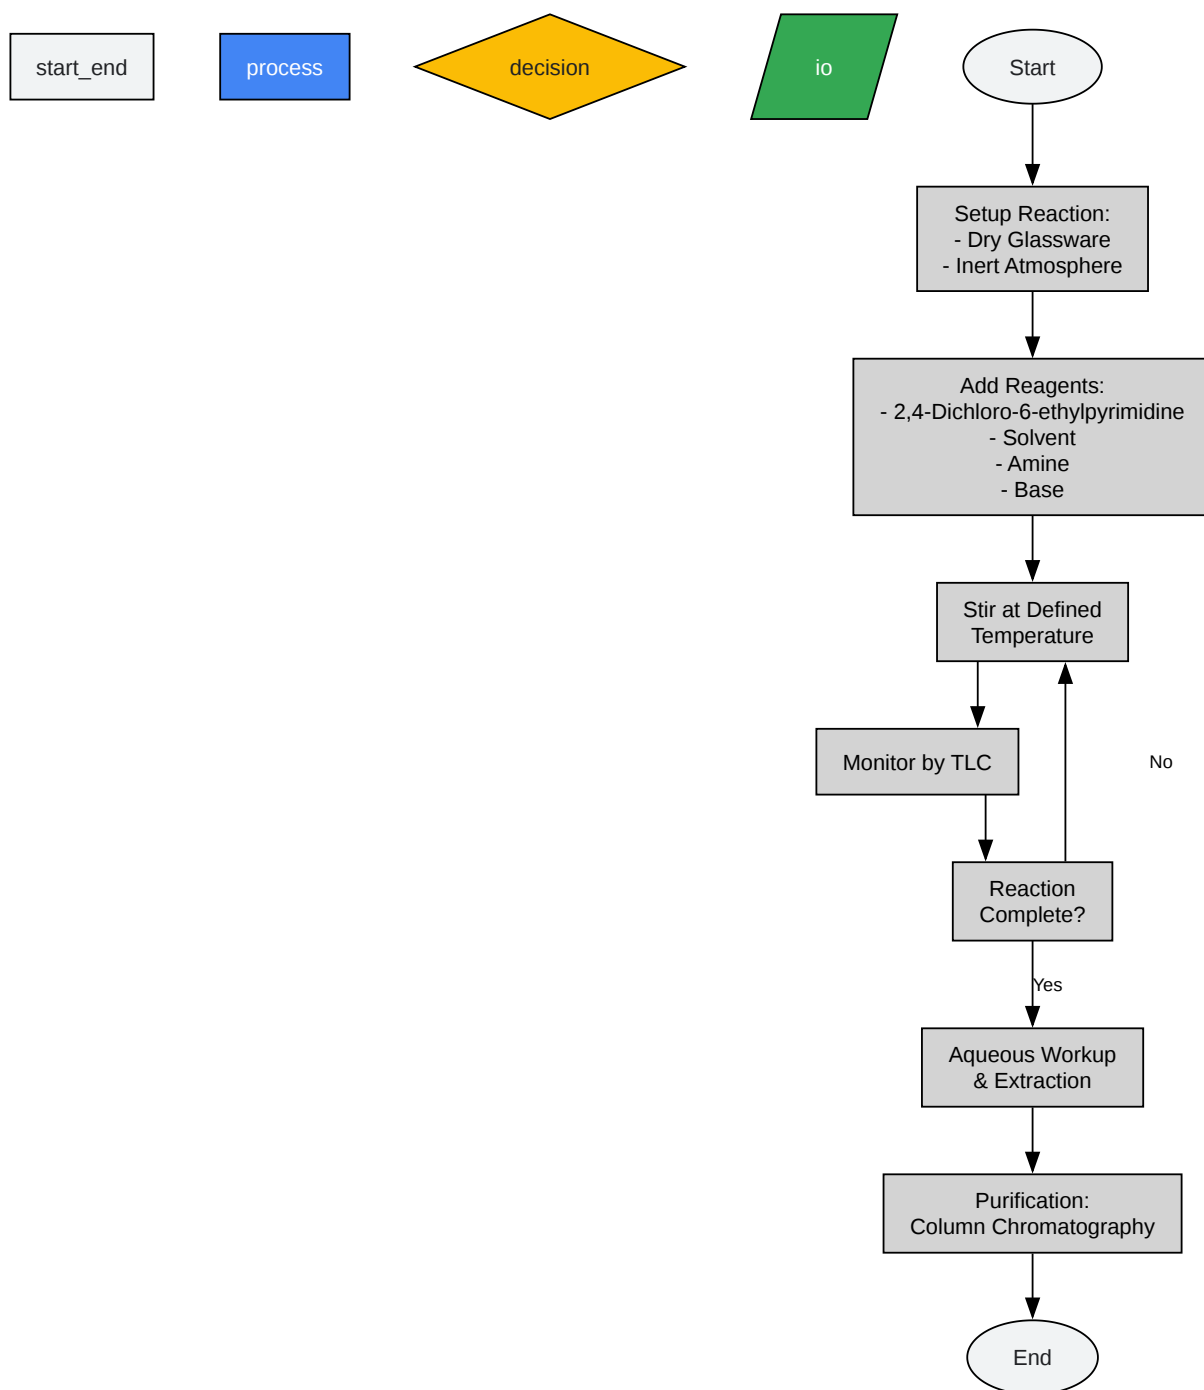 start_end
process
decision
io
Start
Setup Reaction:
- Dry Glassware
- Inert Atmosphere
Add Reagents:
- 2,4-Dichloro-6-ethylpyrimidine
- Solvent
- Amine
- Base
Stir at Defined
Temperature
Monitor by TLC
No
Reaction
Complete?
Yes
Aqueous Workup
& Extraction
Purification:
Column Chromatography
End